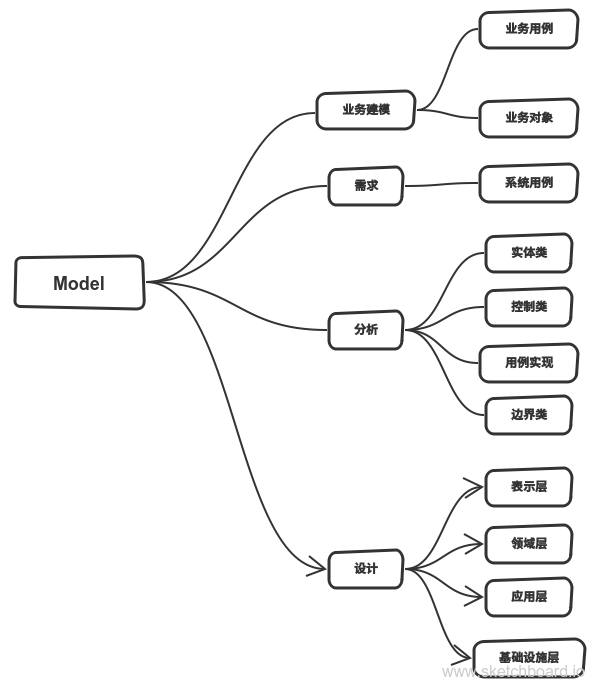 Model
业务建模
业务用例
业务对象
需求
系统用例
分析
实体类
控制类
用例实现
边界类
设计
表示层
领域层
应用层
基础设施层
www.sketchboard.io